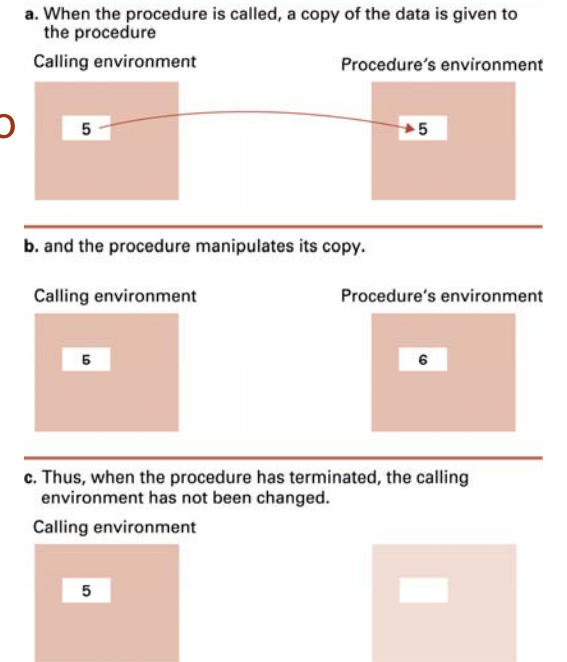 a. When the procedure is called, a copy of the data is given to
the procedure
Calling environment
Procedure's environment
5
5
b. and the procedure manipulates its copy.
Calling environment
Procedure's environment
5
6
c. Thus, when the procedure has terminated, the calling
environment has not been changed.
Calling environment
5